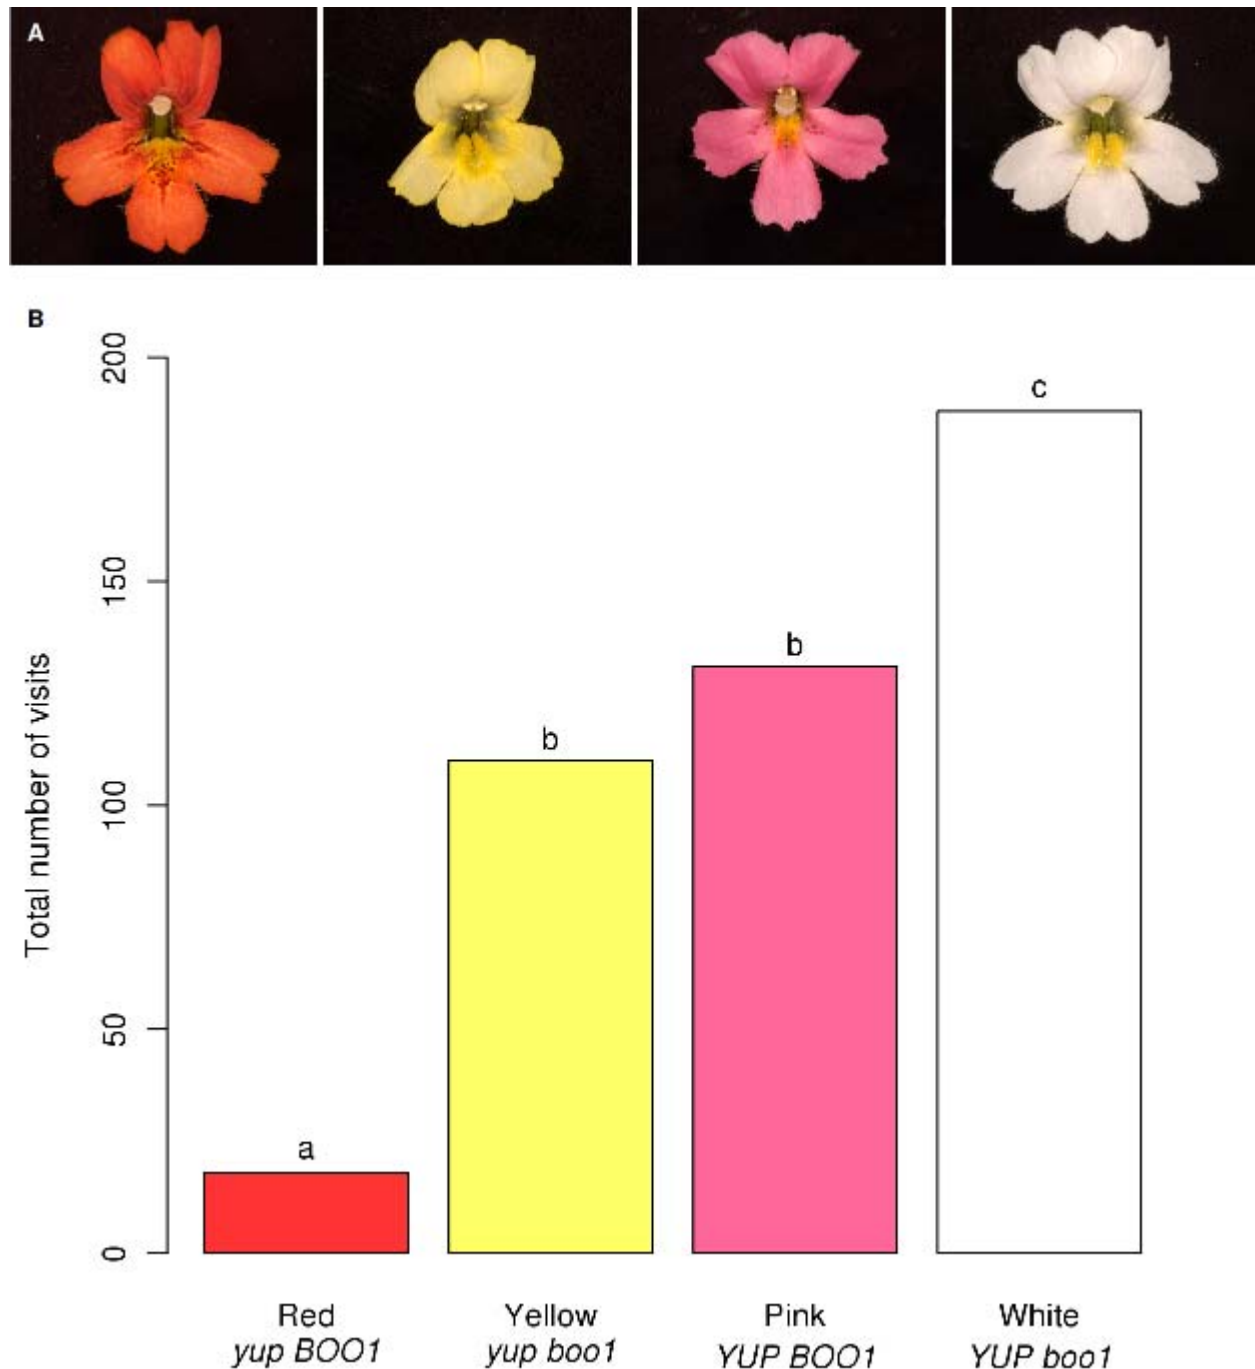 A
B
200
150
100
50
0
Total number of visits
a
b
b
c
Red
yup BOO1
Yellow
yup boo1
Pink
YUP BOO1
White
YUP boo1